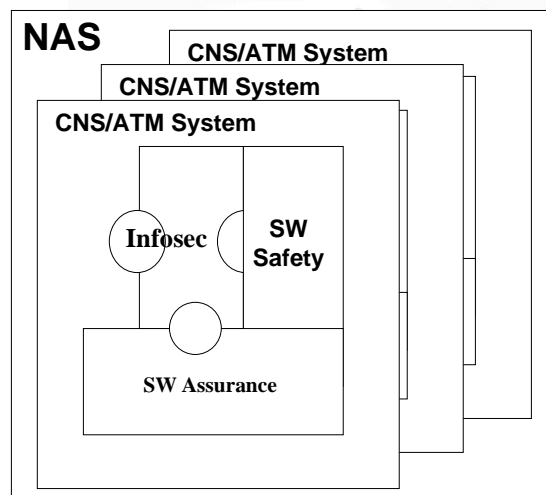 NAS
CNS/ATM System
CNS/ATM System
CNS/ATM System
Infosec
SW
Safety
SW Assurance